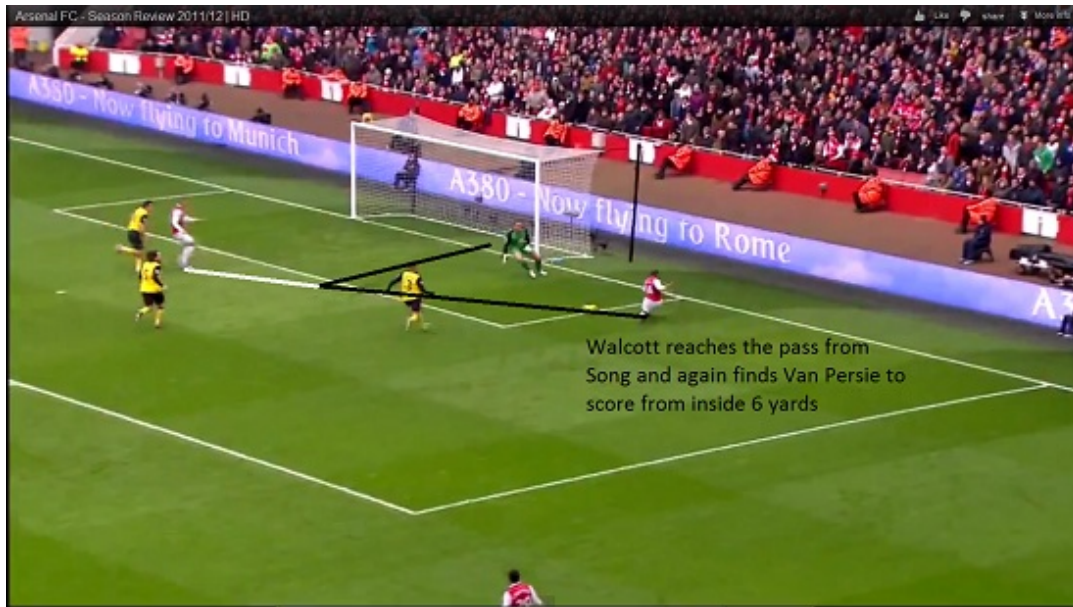 Arsenal FC - Season Review 2011/12 | HD
Like share More info
A380 - Now flying to Munich
A380 - Now flying to Rome
A3
Walcott reaches the pass from
Song and again finds Van Persie to
score from inside 6 yards